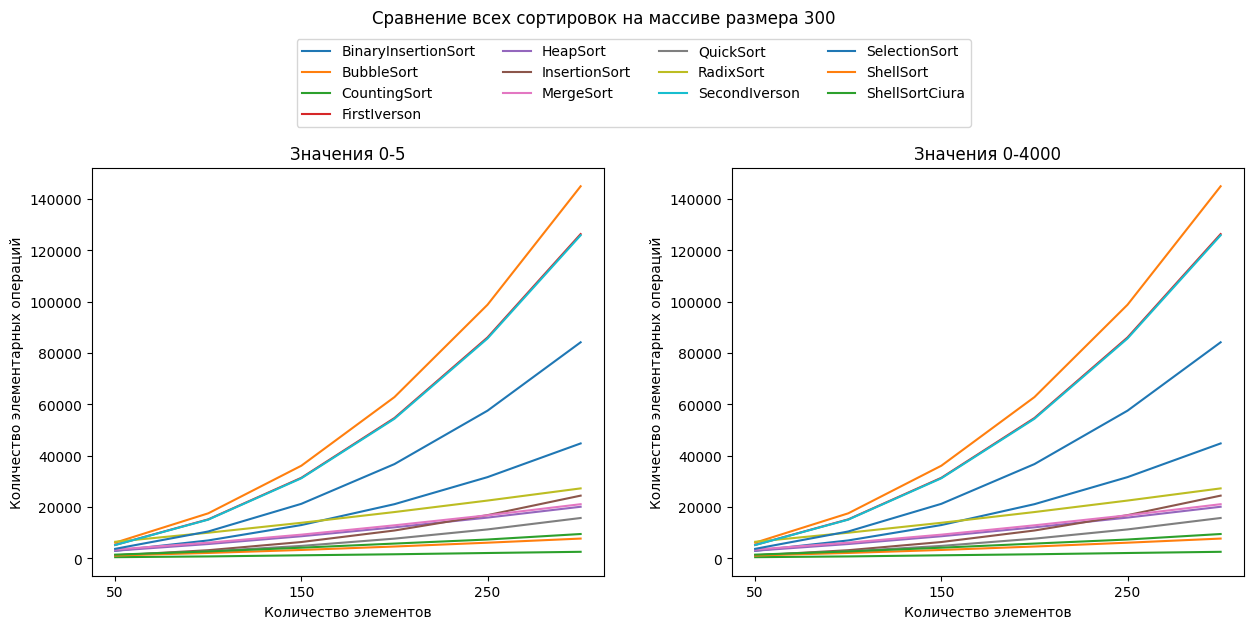 Сравнение всех сортировок на массиве размера 300
BinaryInsertionSort HeapSort QuickSort SelectionSort
BubbleSort InsertionSort RadixSort ShellSort
CountingSort MergeSort SecondIverson ShellSortCiura
FirstIverson
Значения 0-5
140000
120000
100000
80000
60000
40000
20000
0
Количество элементарных операций
50 150 250
Количество элементов
Значения 0-4000
140000
120000
100000
80000
60000
40000
20000
0
Количество элементарных операций
50 150 250
Количество элементов